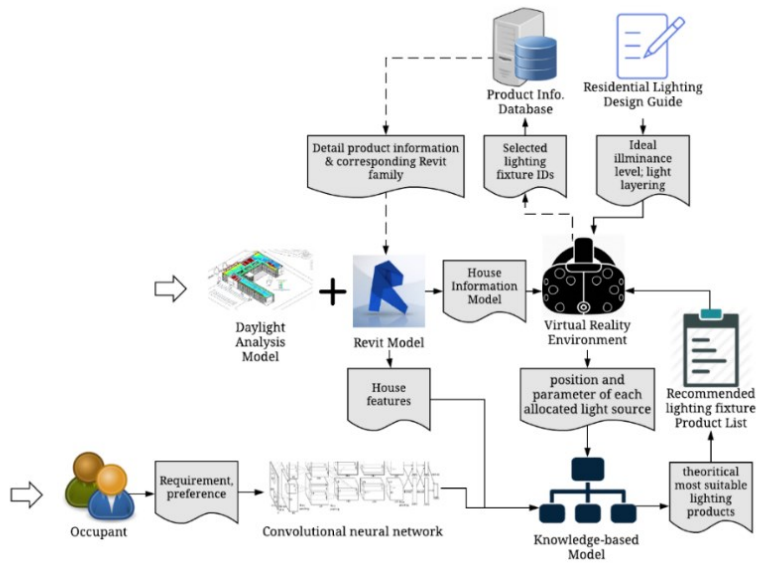 Product Info.
Database
Residential Lighting
Design Guide
Detail product information
& corresponding Revit
family
Selected
lighting
fixture IDs
Ideal
illminance
level; light
layering
House
Information
Model
Daylight
Analysis
Model
Revit Model
Virtual Reality
Environment
House
features
position and
parameter of each
allocated light source
Recommended
lighting fixture
Product List
Requirement,
preference
theoritical
most suitable
lighting
products
Occupant
Convolutional neural network
Knowledge-based
Model